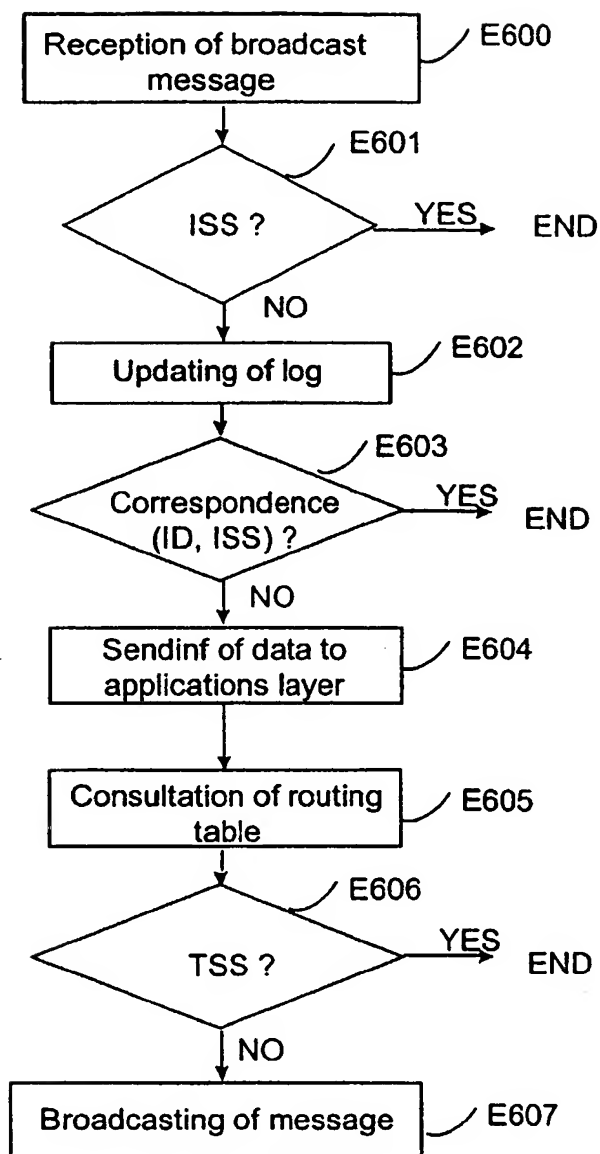 Reception of broadcast
message
E600
E601
ISS ?
YES
END
NO
Updating of log
E602
E603
Correspondence
(ID, ISS) ?
YES
END
NO
Sendinf of data to
applications layer
E604
Consultation of routing
table
E605
E606
TSS ?
YES
END
NO
Broadcasting of message
E607